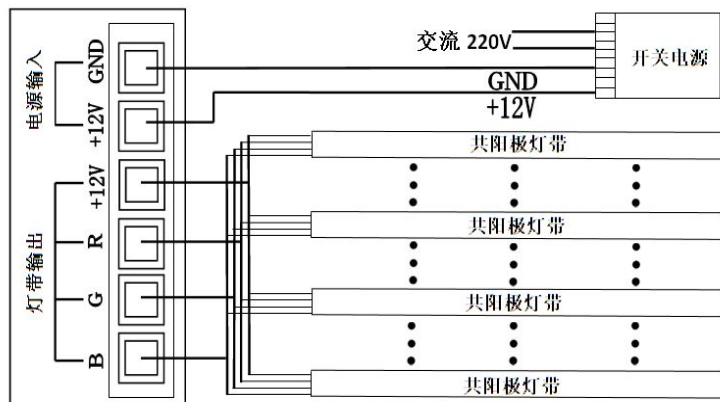 电源输入
GND
+12V
灯带输出
+12V
R
G
B
交流 220V
GND
+12V
开关电源
共阳极灯带
共阳极灯带
共阳极灯带
共阳极灯带